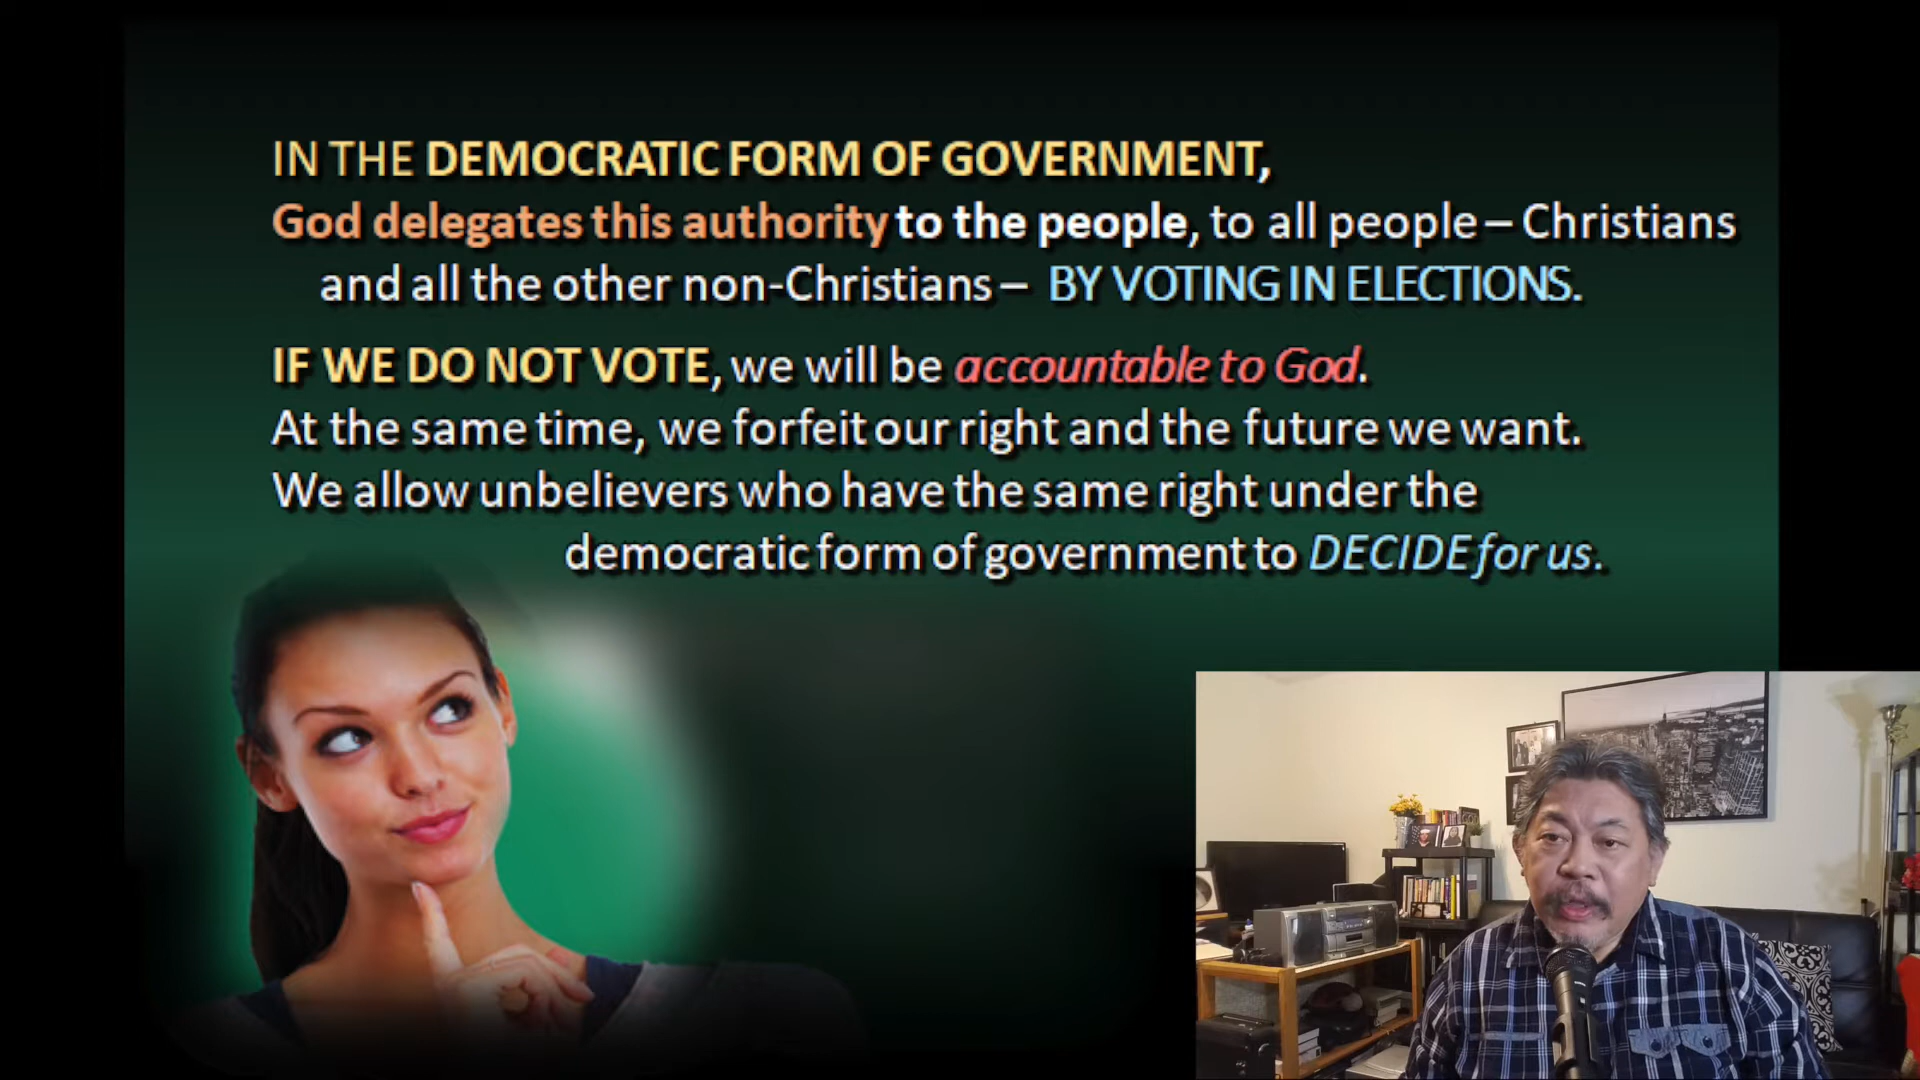 IN THE DEMOCRATIC FORM OF GOVERNMENT,
God delegates this authority to the people, to all people – Christians
and all the other non-Christians – BY VOTING IN ELECTIONS.
IF WE DO NOT VOTE, we will be accountable to God.
At the same time, we forfeit our right and the future we want.
We allow unbelievers who have the same right under the
democratic form of government to DECIDE for us.